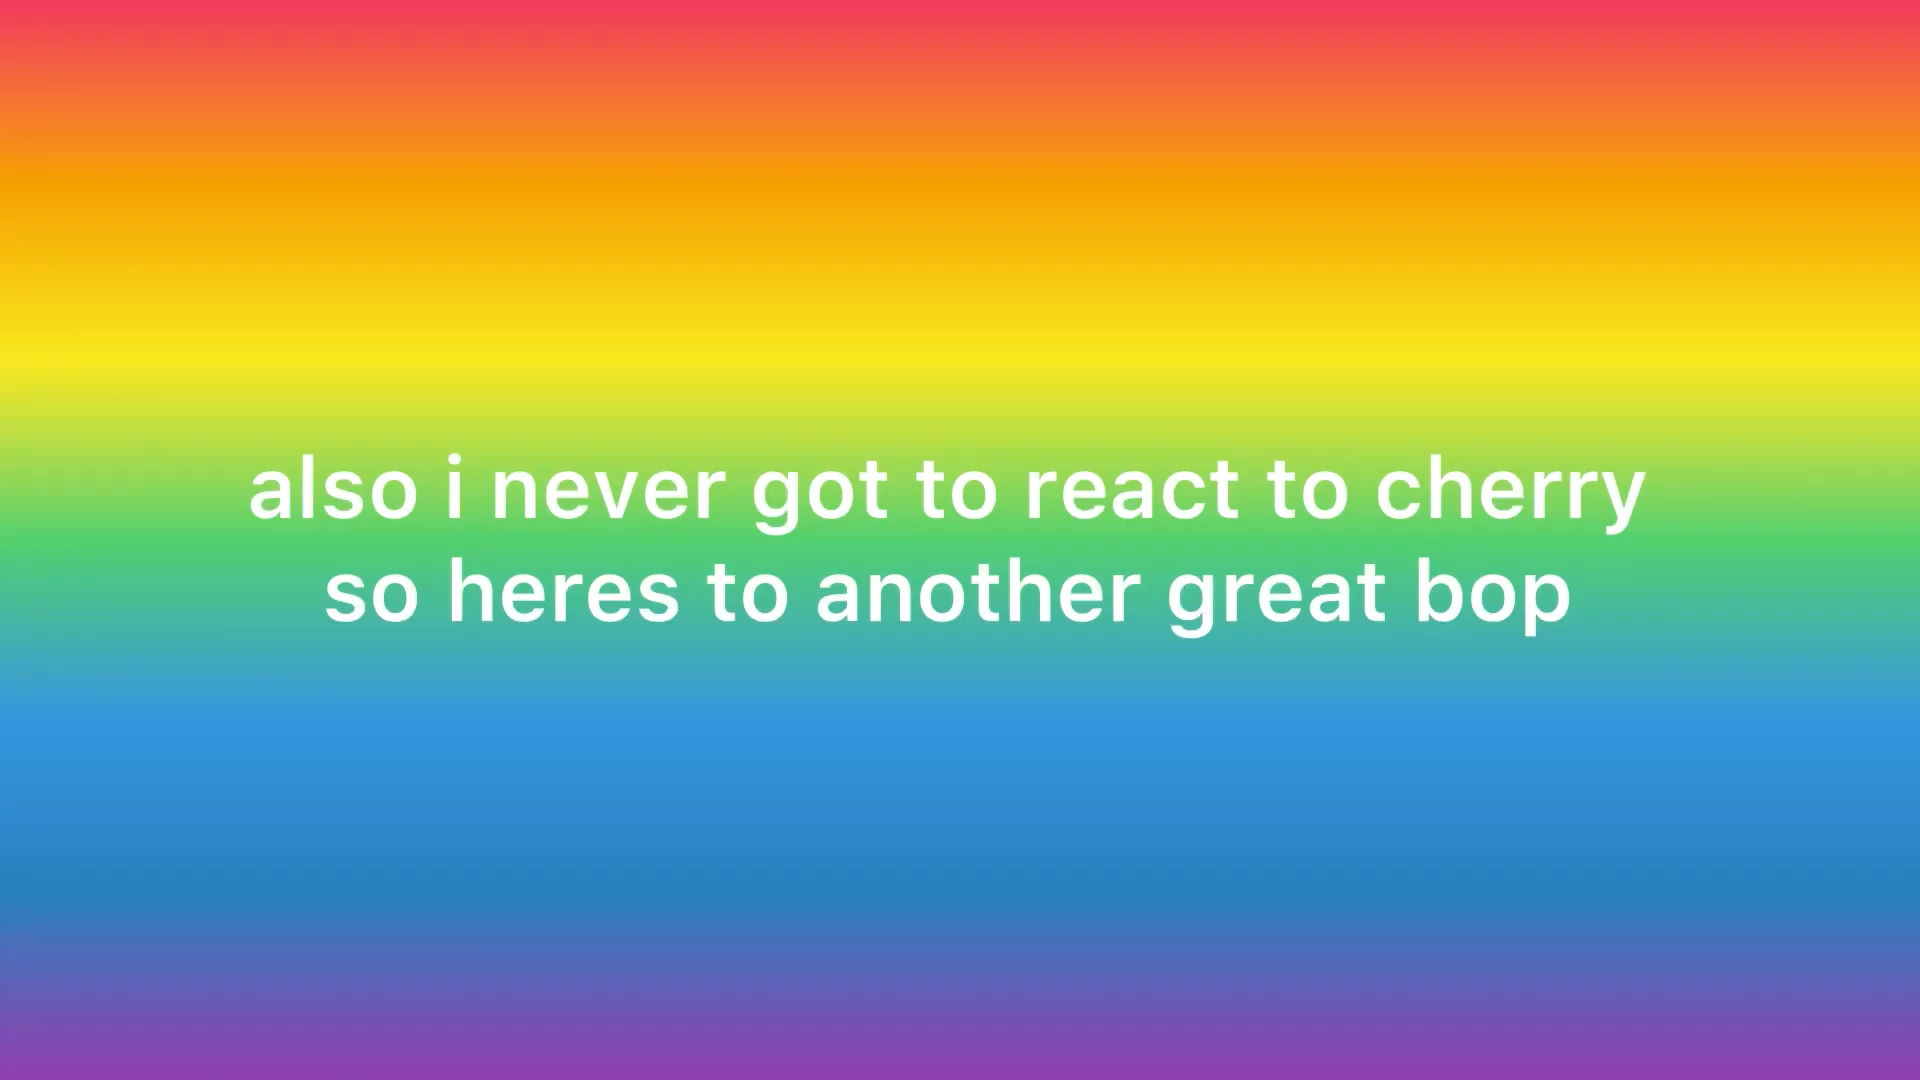 also i never got to react to cherry
so heres to another great bop